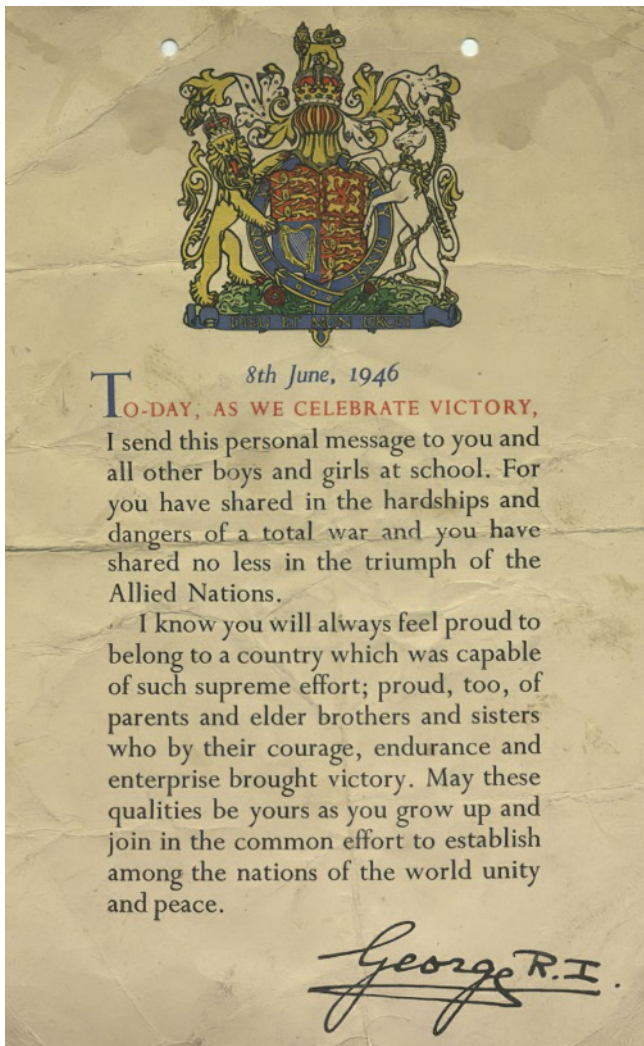 DIEU ET MON DROIT
8th June, 1946
TO-DAY, AS WE CELEBRATE VICTORY,
I send this personal message to you and
all other boys and girls at school. For
you have shared in the hardships and
dangers of a total war and you have
shared no less in the triumph of the
Allied Nations.
I know you will always feel proud to
belong to a country which was capable
of such supreme effort; proud, too, of
parents and elder brothers and sisters
who by their courage, endurance and
enterprise brought victory. May these
qualities be yours as you grow up and
join in the common effort to establish
among the nations of the world unity
and peace.
George R.I.